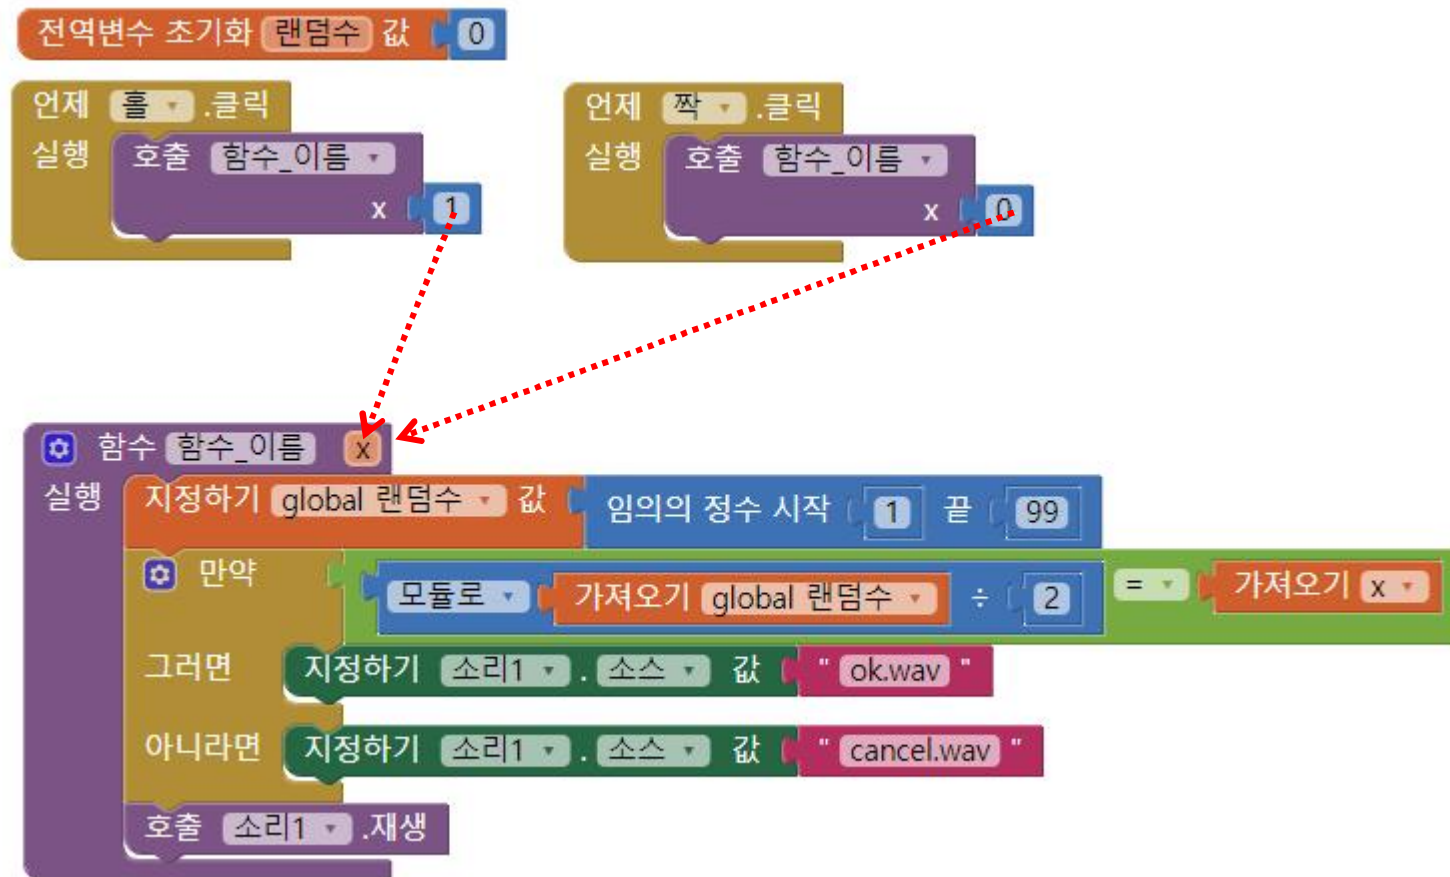 전역변수 초기화 랜덤수 값 0
언제 홀 .클릭
실행 호출 함수_이름
x 1
언제 짝 .클릭
실행 호출 함수_이름
x 0
함수 함수_이름 x
실행 지정하기 global 랜덤수 값 임의의 정수 시작 1 끝 99
만약 모듈로 가져오기 global 랜덤수 ÷ 2 = 가져오기 x
그러면 지정하기 소리1 . 소스 값 " ok.wav "
아니라면 지정하기 소리1 . 소스 값 " cancel.wav "
호출 소리1 .재생